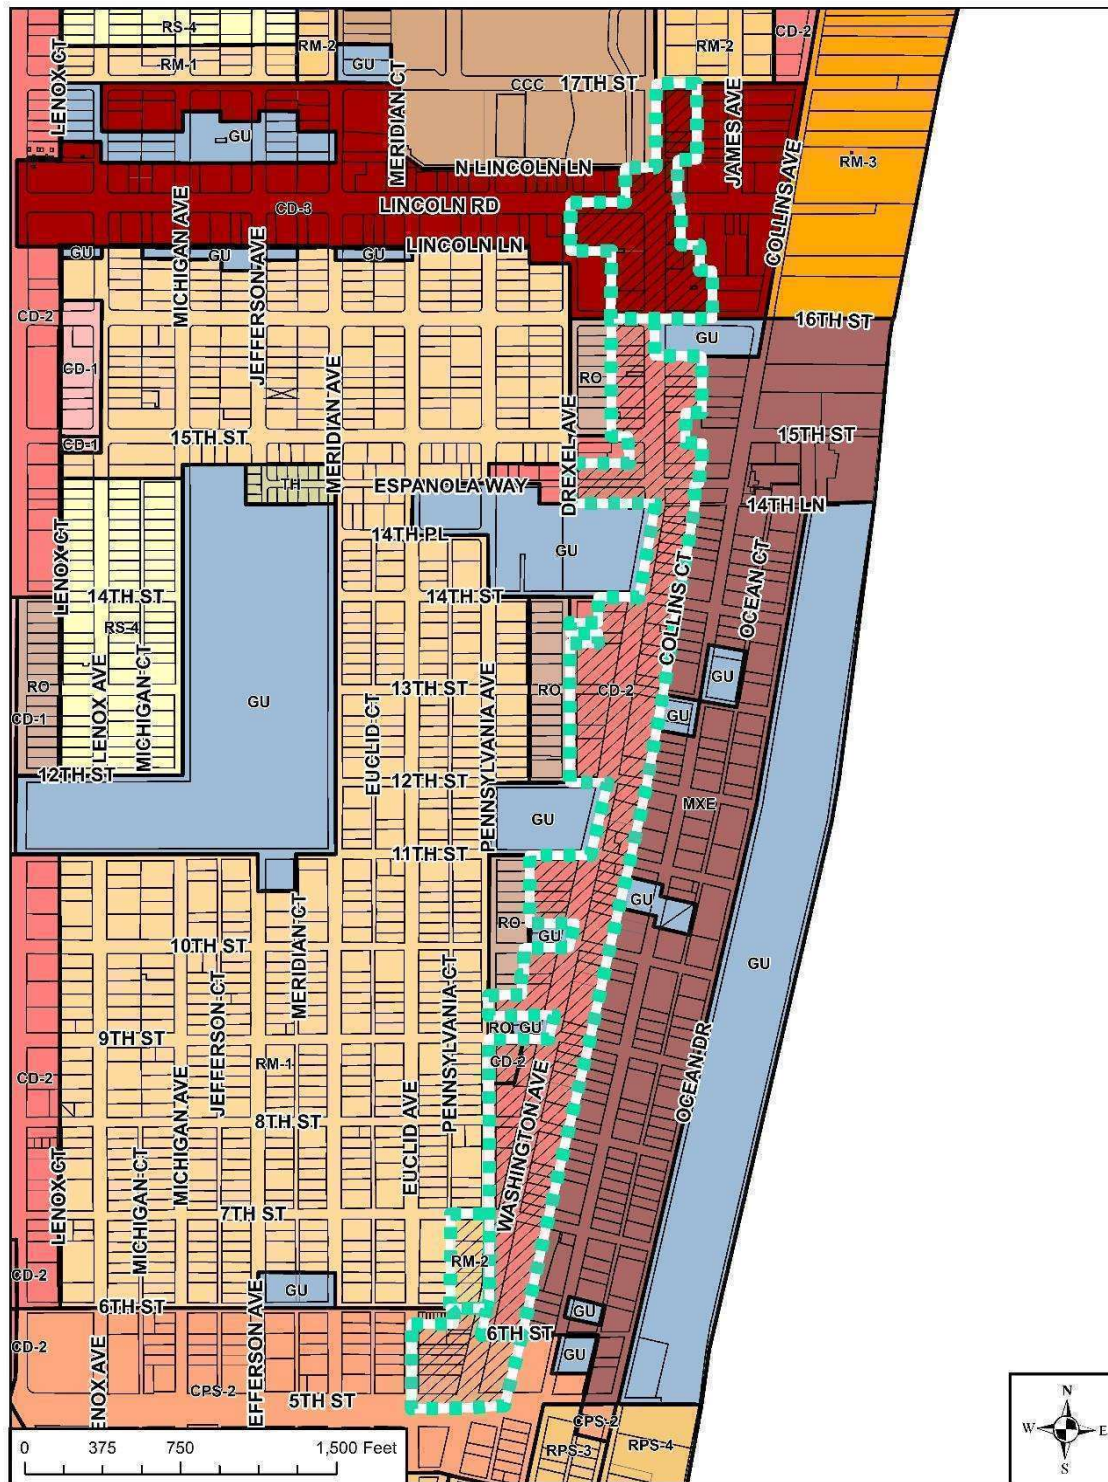 RS-4
RM-2
RM-2
CD-2
LENOX CT
RM-1
GU
MERIDIAN CT
CCC
17TH ST
JAMES AVE
GU
N LINCOLN LN
COLLINS AVE
RM-3
MICHIGAN AVE
CD-3
LINCOLN RD
LINCOLN LN
GU
GU
GU
CD-2
JEFFERSON AVE
16TH ST
GU
CD-1
RO
MERIDIAN AVE
DREXEL AVE
CD-1
15TH ST
15TH ST
TH
ESPANOLA WAY
14TH LN
14TH PL
GU
LENOX CT
COLLINS CT
OCEAN CT
14TH ST
14TH ST
RS-4
LENOX AVE
MICHIGAN CT
GU
RO
CD-1
13TH ST
PENNSYLVANIA AVE
RO
CD-2
GU
GU
EUCLID CT
12TH ST
12TH ST
GU
MXE
11TH ST
GU
RO
MERIDIAN CT
10TH ST
PENNSYLVANIA CT
GU
GU
JEFFERSON CT
9TH ST
RO
GU
CD-2
CD-2
RM-1
OCEAN DR
MICHIGAN AVE
EUCLID AVE
8TH ST
WASHINGTON AVE
LENOX CT
MICHIGAN CT
7TH ST
RM-2
CD-2
GU
6TH ST
GU
6TH ST
CD-2
GU
ENOX AVE
CPS-2
EFFERSON AVE
5TH ST
CPS-2
RPS-3
RPS-4
0 375 750 1,500 Feet
N
W E
S